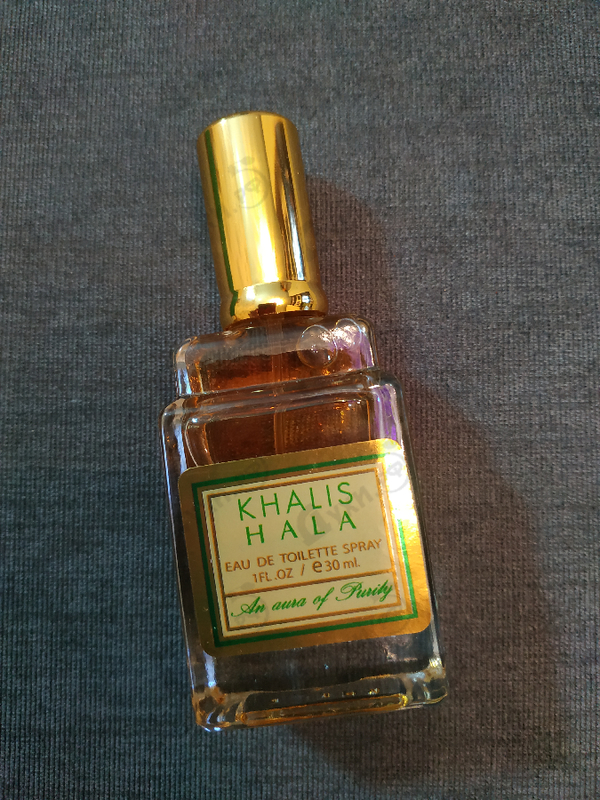 KHALIS
HALA
EAU DE TOILETTE SPRAY
1FL.OZ / ℮30 ml.
An aura of Purity